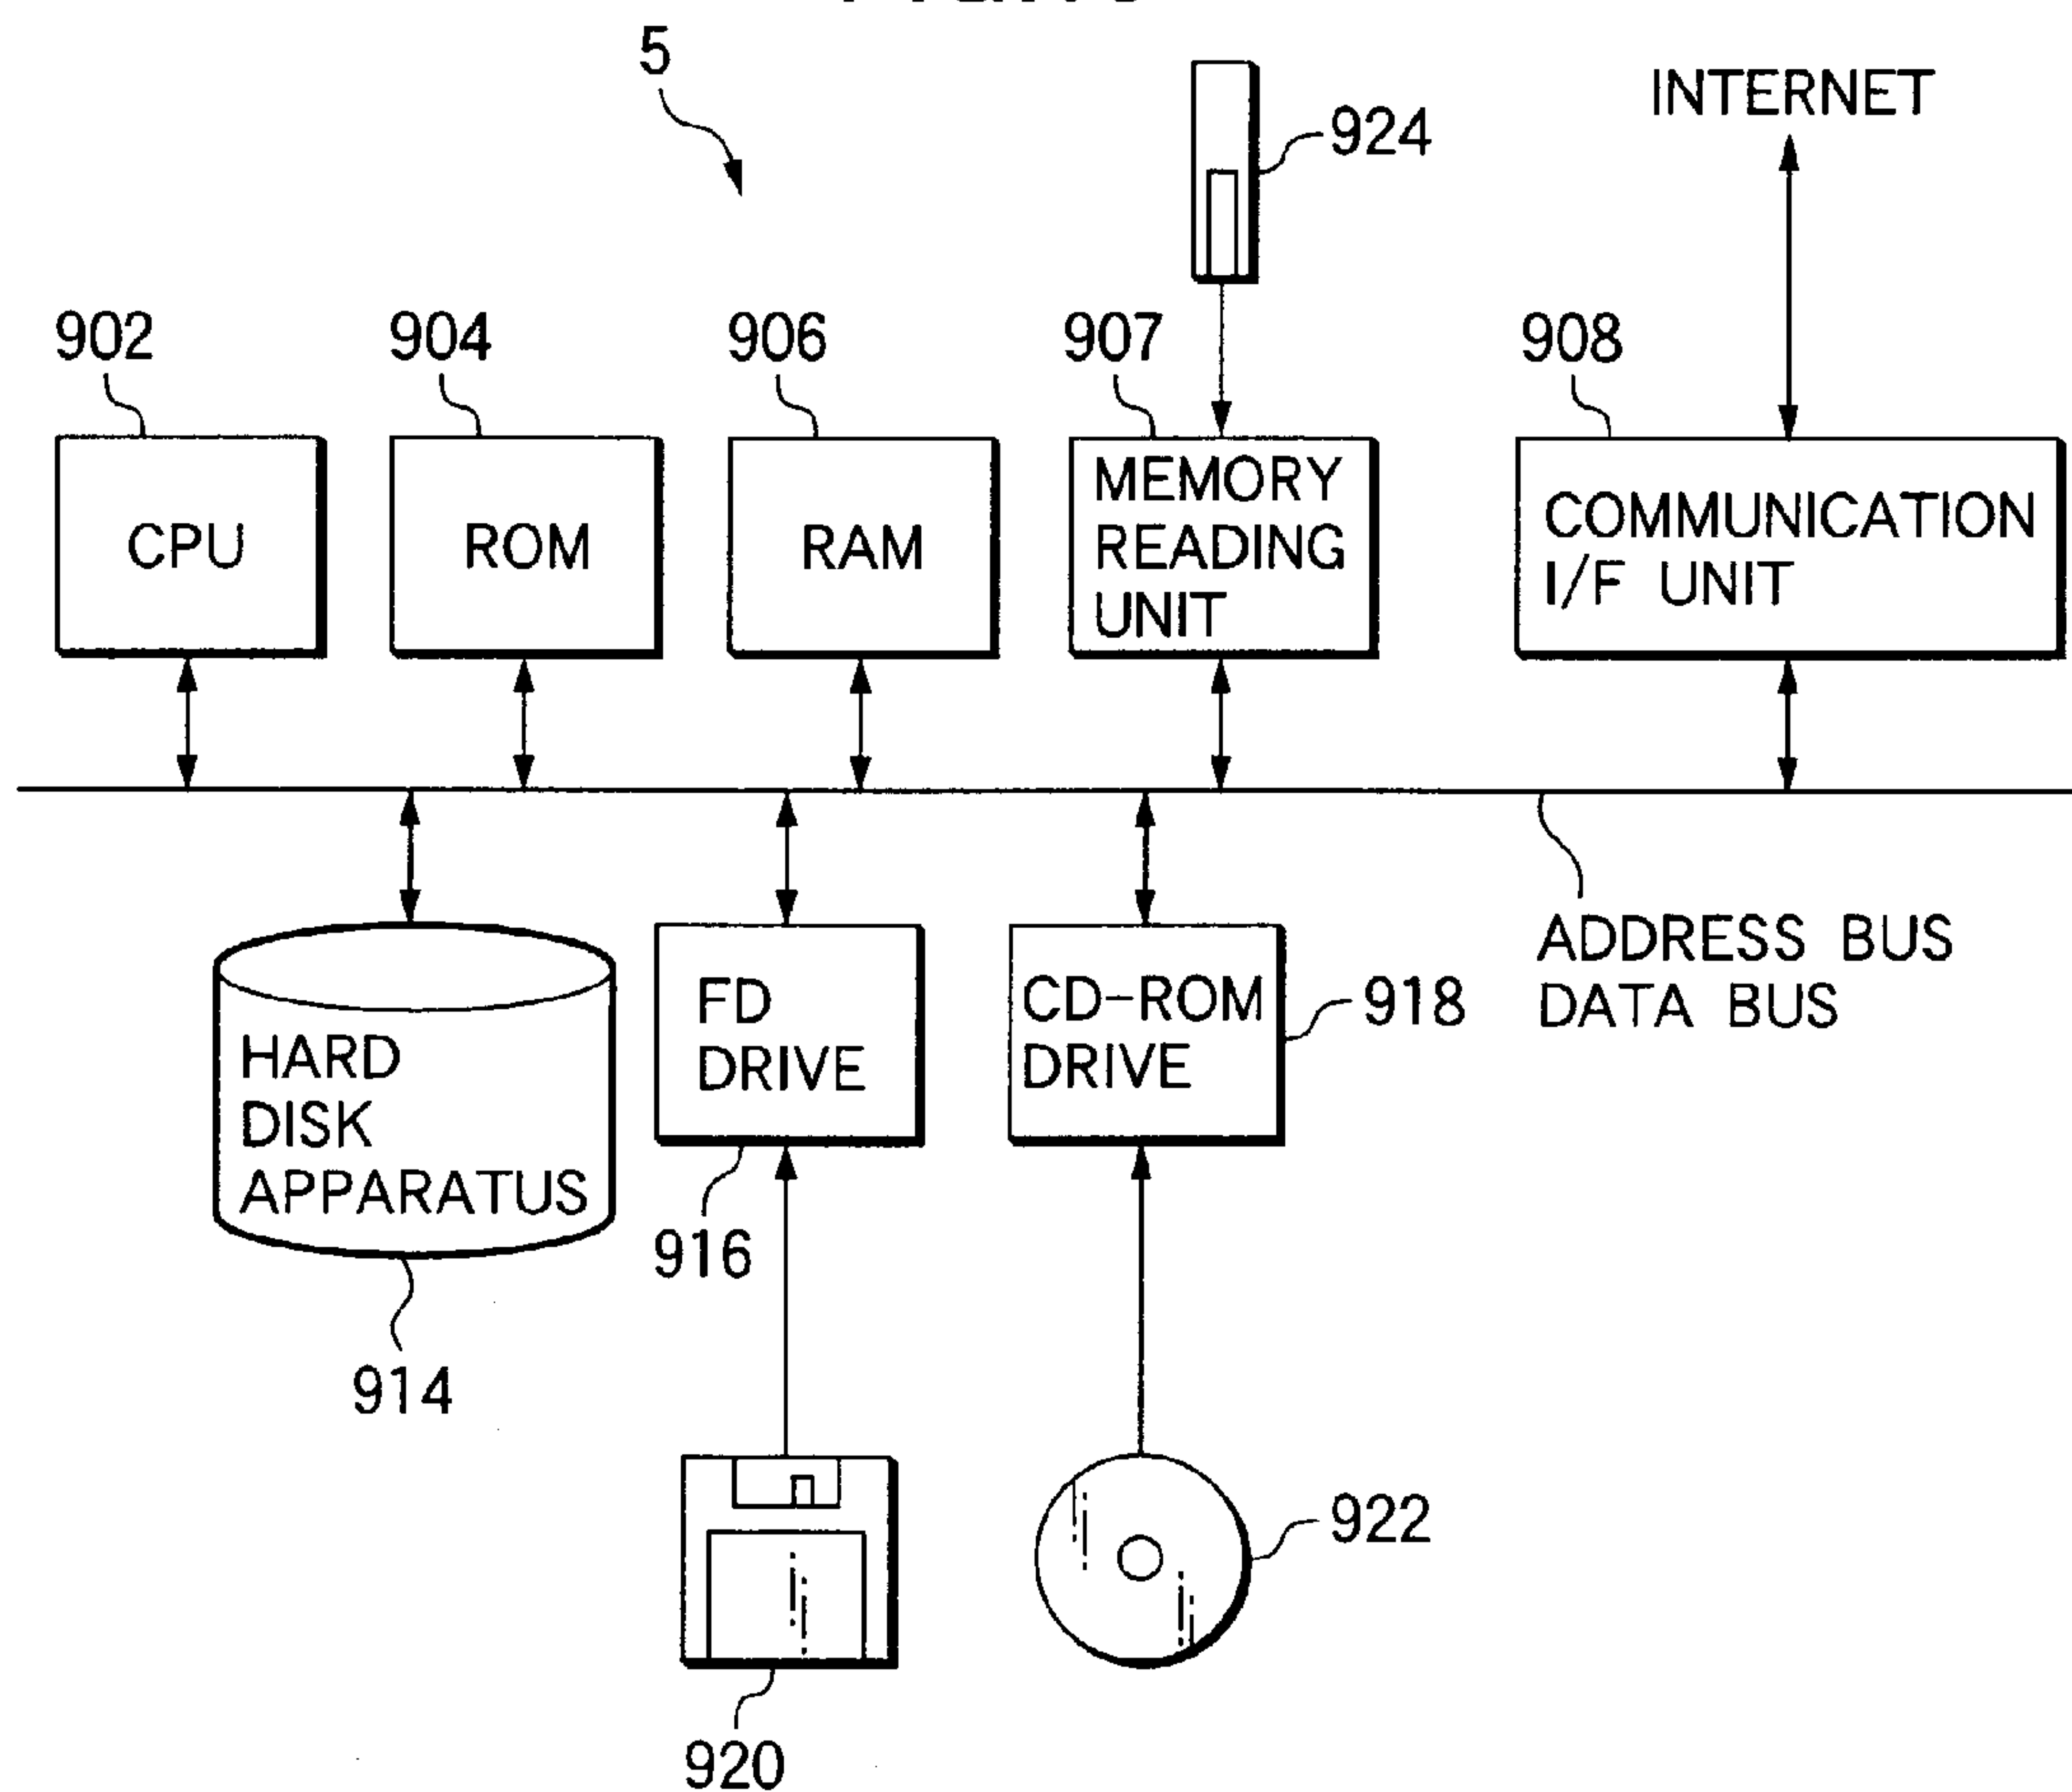 5
924
INTERNET
902
904
906
907
908
CPU
ROM
RAM
MEMORY
READING
UNIT
COMMUNICATION
I/F UNIT
ADDRESS BUS
DATA BUS
HARD
DISK
APPARATUS
FD
DRIVE
CD-ROM
DRIVE
918
916
914
922
920